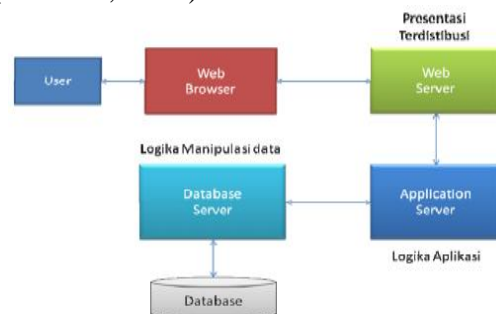 Presentasi
Terdistibusi
User
Web
Browser
Web
Server
Logika Manipulasi data
Database
Server
Application
Server
Logika Aplikasi
Database